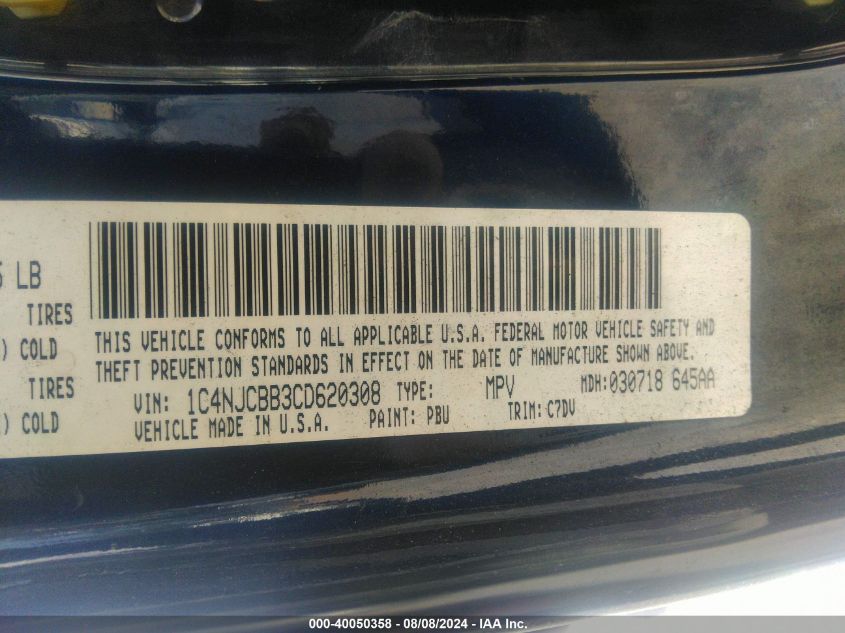 5 LB
TIRES
) COLD
TIRES
) COLD
THIS VEHICLE CONFORMS TO ALL APPLICABLE U.S.A. FEDERAL MOTOR VEHICLE SAFETY AND
THEFT PREVENTION STANDARDS IN EFFECT ON THE DATE OF MANUFACTURE SHOWN ABOVE.
VIN: 1C4NJCBB3CD620308 TYPE: MPV MDH:030718 645AA
VEHICLE MADE IN U.S.A. PAINT: PBU TRIM: C7DV
000-40050358 - 08/08/2024 - IAA Inc.